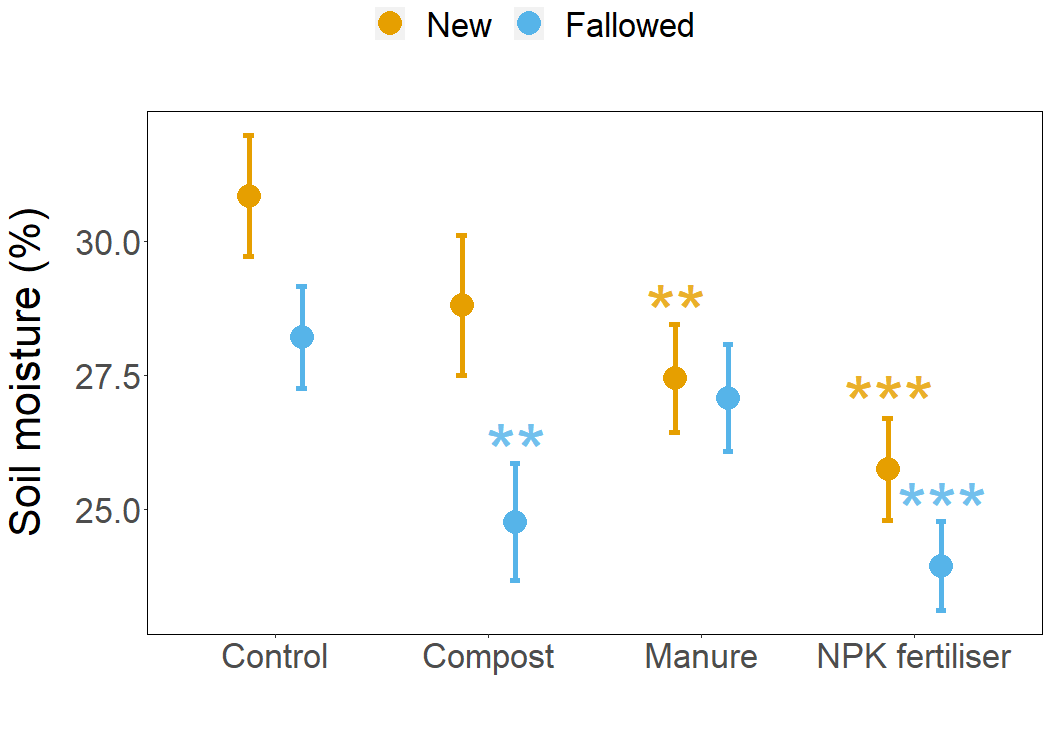 New Fallowed
Soil moisture (%)
30.0
27.5
25.0
**
***
**
***
Control Compost Manure NPK fertiliser